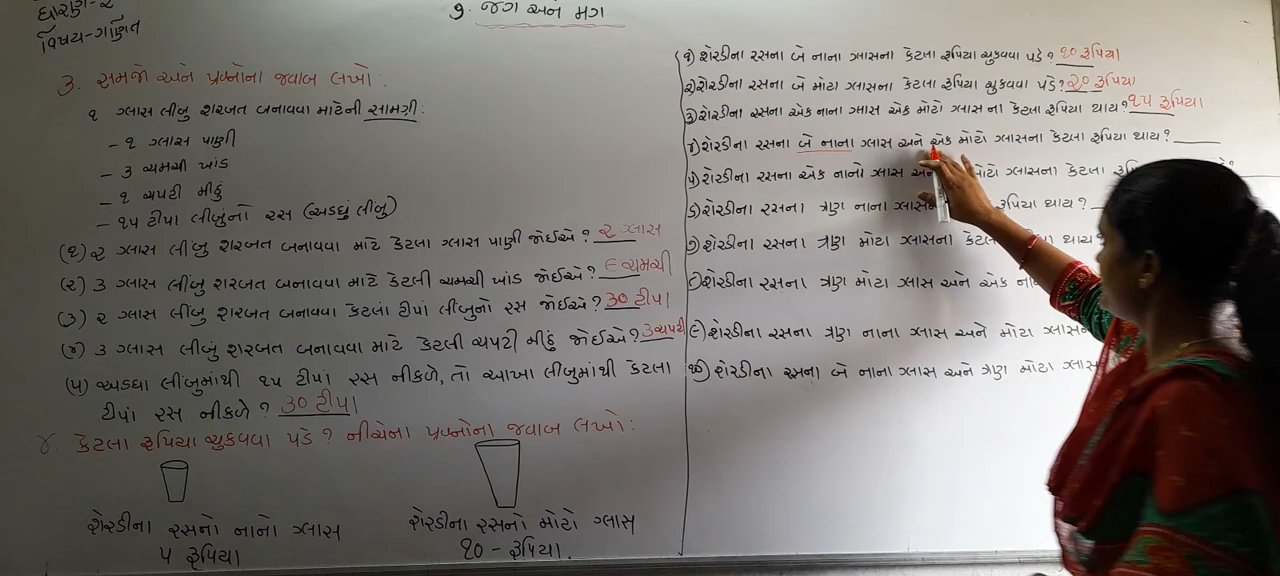 ધોરણ-૨
વિષય-ગણિત
૭. જગ અને મગ
૩. સમજો અને પ્રશ્નોના જવાબ લખો:
૧ ગ્લાસ લીંબુ શરબત બનાવવા માટેની સામગ્રી:
- ૧ ગ્લાસ પાણી
- ૩ ચમચી ખાંડ
- ૧ ચપટી મીઠું
- ૧૫ ટીપા લીંબુનો રસ (અડધું લીંબુ)
(૧) ૨ ગ્લાસ લીંબુ શરબત બનાવવા માટે કેટલા ગ્લાસ પાણી જોઈએ? ૨ ગ્લાસ
(૨) ૩ ગ્લાસ લીંબુ શરબત બનાવવા માટે કેટલી ચમચી ખાંડ જોઈએ? ૯ ચમચી
(૩) ૨ ગ્લાસ લીંબુ શરબત બનાવવા કેટલાં ટીપાં લીંબુનો રસ જોઈએ? ૩૦ ટીપા
(૪) ૩ ગ્લાસ લીંબું શરબત બનાવવા માટે કેટલી ચપટી મીઠું જોઈએ? ૩ ચપટી
(૫) અડધા લીંબુમાંથી ૧૫ ટીપાં રસ નીકળે, તો આખા લીંબુમાંથી કેટલા
ટીપાં રસ નીકળે? ૩૦ ટીપા
૪. કેટલા રૂપિયા ચુકવવા પડે? નીચેના પ્રશ્નોના જવાબ લખો:
શેરડીના રસનો નાનો ગ્લાસ
૫ રૂપિયા
શેરડીના રસનો મોટો ગ્લાસ
૧૦ - રૂપિયા.
(૧) શેરડીના રસના બે નાના ગ્લાસના કેટલા રૂપિયા ચુકવવા પડે? ૧૦ રૂપિયા
૨) શેરડીના રસના બે મોટા ગ્લાસના કેટલા રૂપિયા ચુકવવા પડે? ૨૦ રૂપિયા
૩) શેરડીના રસના એક નાના ગ્લાસ એક મોટો ગ્લાસ ના કેટલા રૂપિયા થાય? ૧૫ રૂપિયા
૪) શેરડીના રસના બે નાના ગ્લાસ અને એક મોટો ગ્લાસના કેટલા રૂપિયા થાય?
૫) શેરડીના રસના એક નાનો ગ્લાસ મોટો ગ્લાસના કેટલા
૬) શેરડીના રસના ત્રણ નાના રૂપિયા થાય?
૭) શેરડીના રસના ત્રણ મોટા ગ્લાસના થાય?
૮) શેરડીના રસના ત્રણ મોટા ગ્લાસ અને એક
૯) શેરડીના રસના ત્રણ નાના ગ્લાસ અને મોટા
૧૦) શેરડીના રસના બે નાના ગ્લાસ અને ત્રણ મોટા